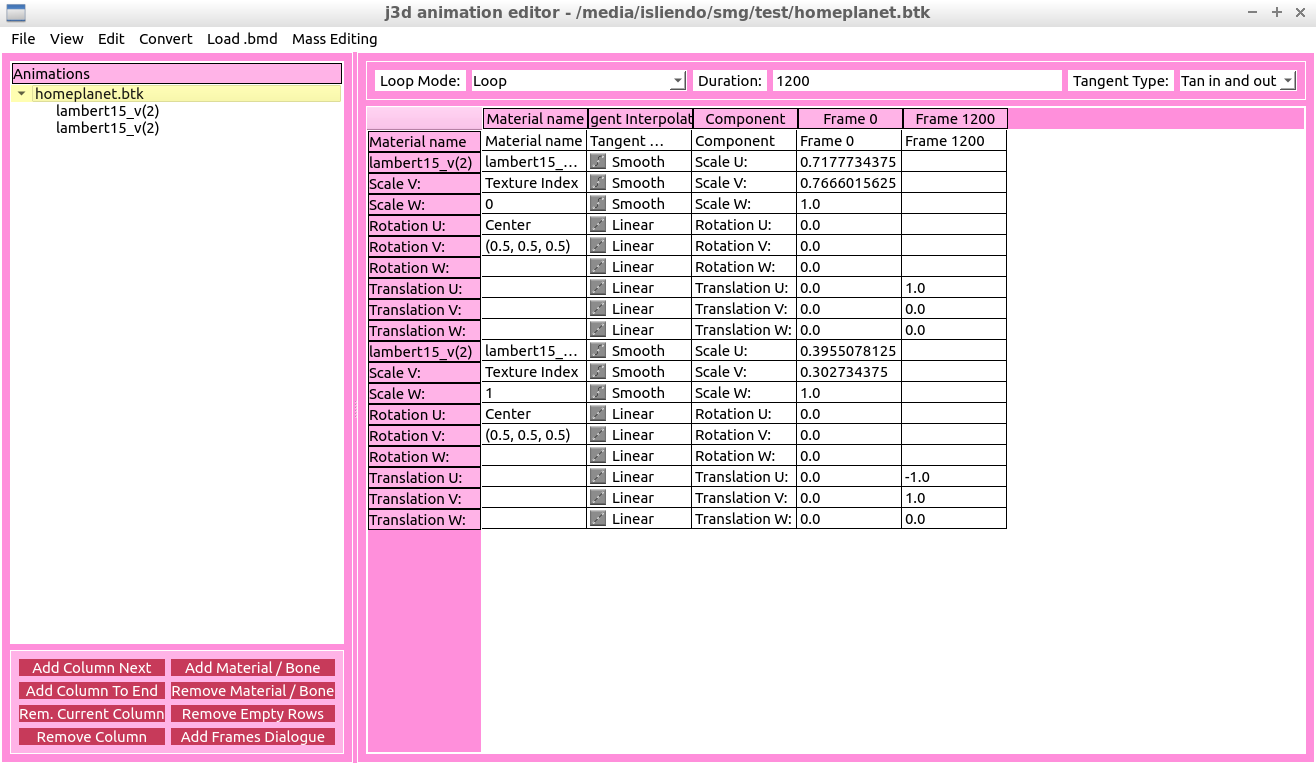 j3d animation editor - /media/isliendo/smg/test/homeplanet.btk
File View Edit Convert Load .bmd Mass Editing
Animations
homeplanet.btk
lambert15_v(2)
lambert15_v(2)
Add Column Next Add Material / Bone
Add Column To End Remove Material / Bone
Rem. Current Column Remove Empty Rows
Remove Column Add Frames Dialogue
Loop Mode: Loop Duration: 1200 Tangent Type: Tan in and out
Material name gent Interpolat Component Frame 0 Frame 1200
Material name Material name Tangent ... Component Frame 0 Frame 1200
lambert15_v(2) lambert15_... Smooth Scale U: 0.7177734375
Scale V: Texture Index Smooth Scale V: 0.7666015625
Scale W: 0 Smooth Scale W: 1.0
Rotation U: Center Linear Rotation U: 0.0
Rotation V: (0.5, 0.5, 0.5) Linear Rotation V: 0.0
Rotation W: Linear Rotation W: 0.0
Translation U: Linear Translation U: 0.0 1.0
Translation V: Linear Translation V: 0.0 0.0
Translation W: Linear Translation W: 0.0 0.0
lambert15_v(2) lambert15_... Smooth Scale U: 0.3955078125
Scale V: Texture Index Smooth Scale V: 0.302734375
Scale W: 1 Smooth Scale W: 1.0
Rotation U: Center Linear Rotation U: 0.0
Rotation V: (0.5, 0.5, 0.5) Linear Rotation V: 0.0
Rotation W: Linear Rotation W: 0.0
Translation U: Linear Translation U: 0.0 -1.0
Translation V: Linear Translation V: 0.0 1.0
Translation W: Linear Translation W: 0.0 0.0